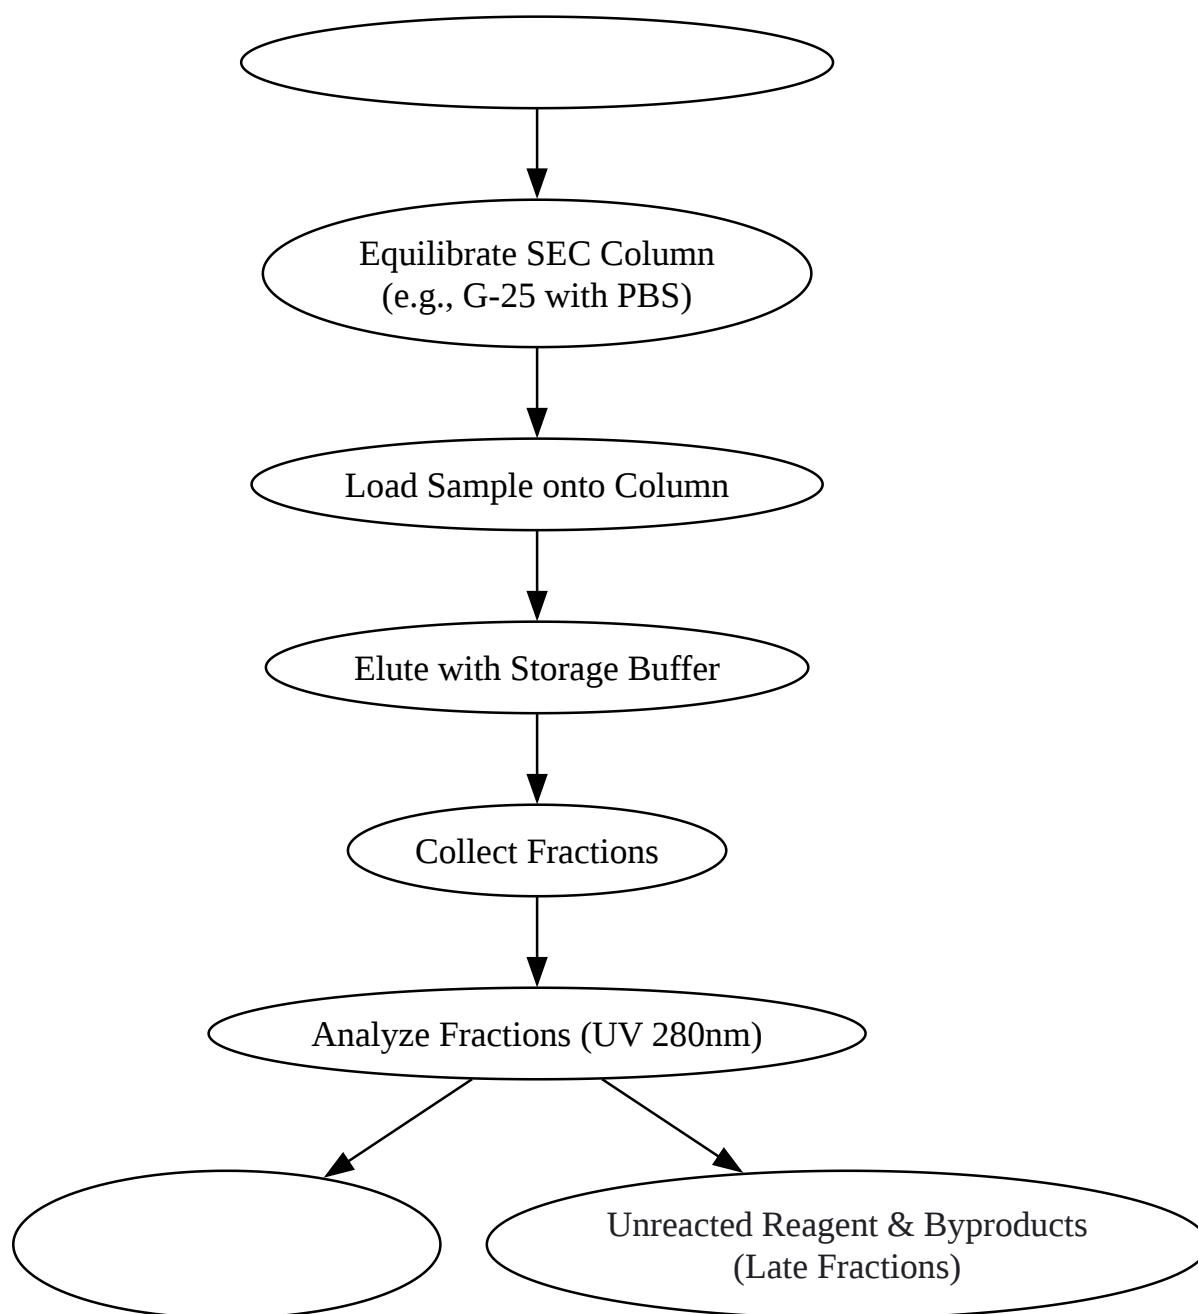 Equilibrate SEC Column
(e.g., G-25 with PBS)
Load Sample onto Column
Elute with Storage Buffer
Collect Fractions
Analyze Fractions (UV 280nm)
Unreacted Reagent & Byproducts
(Late Fractions)